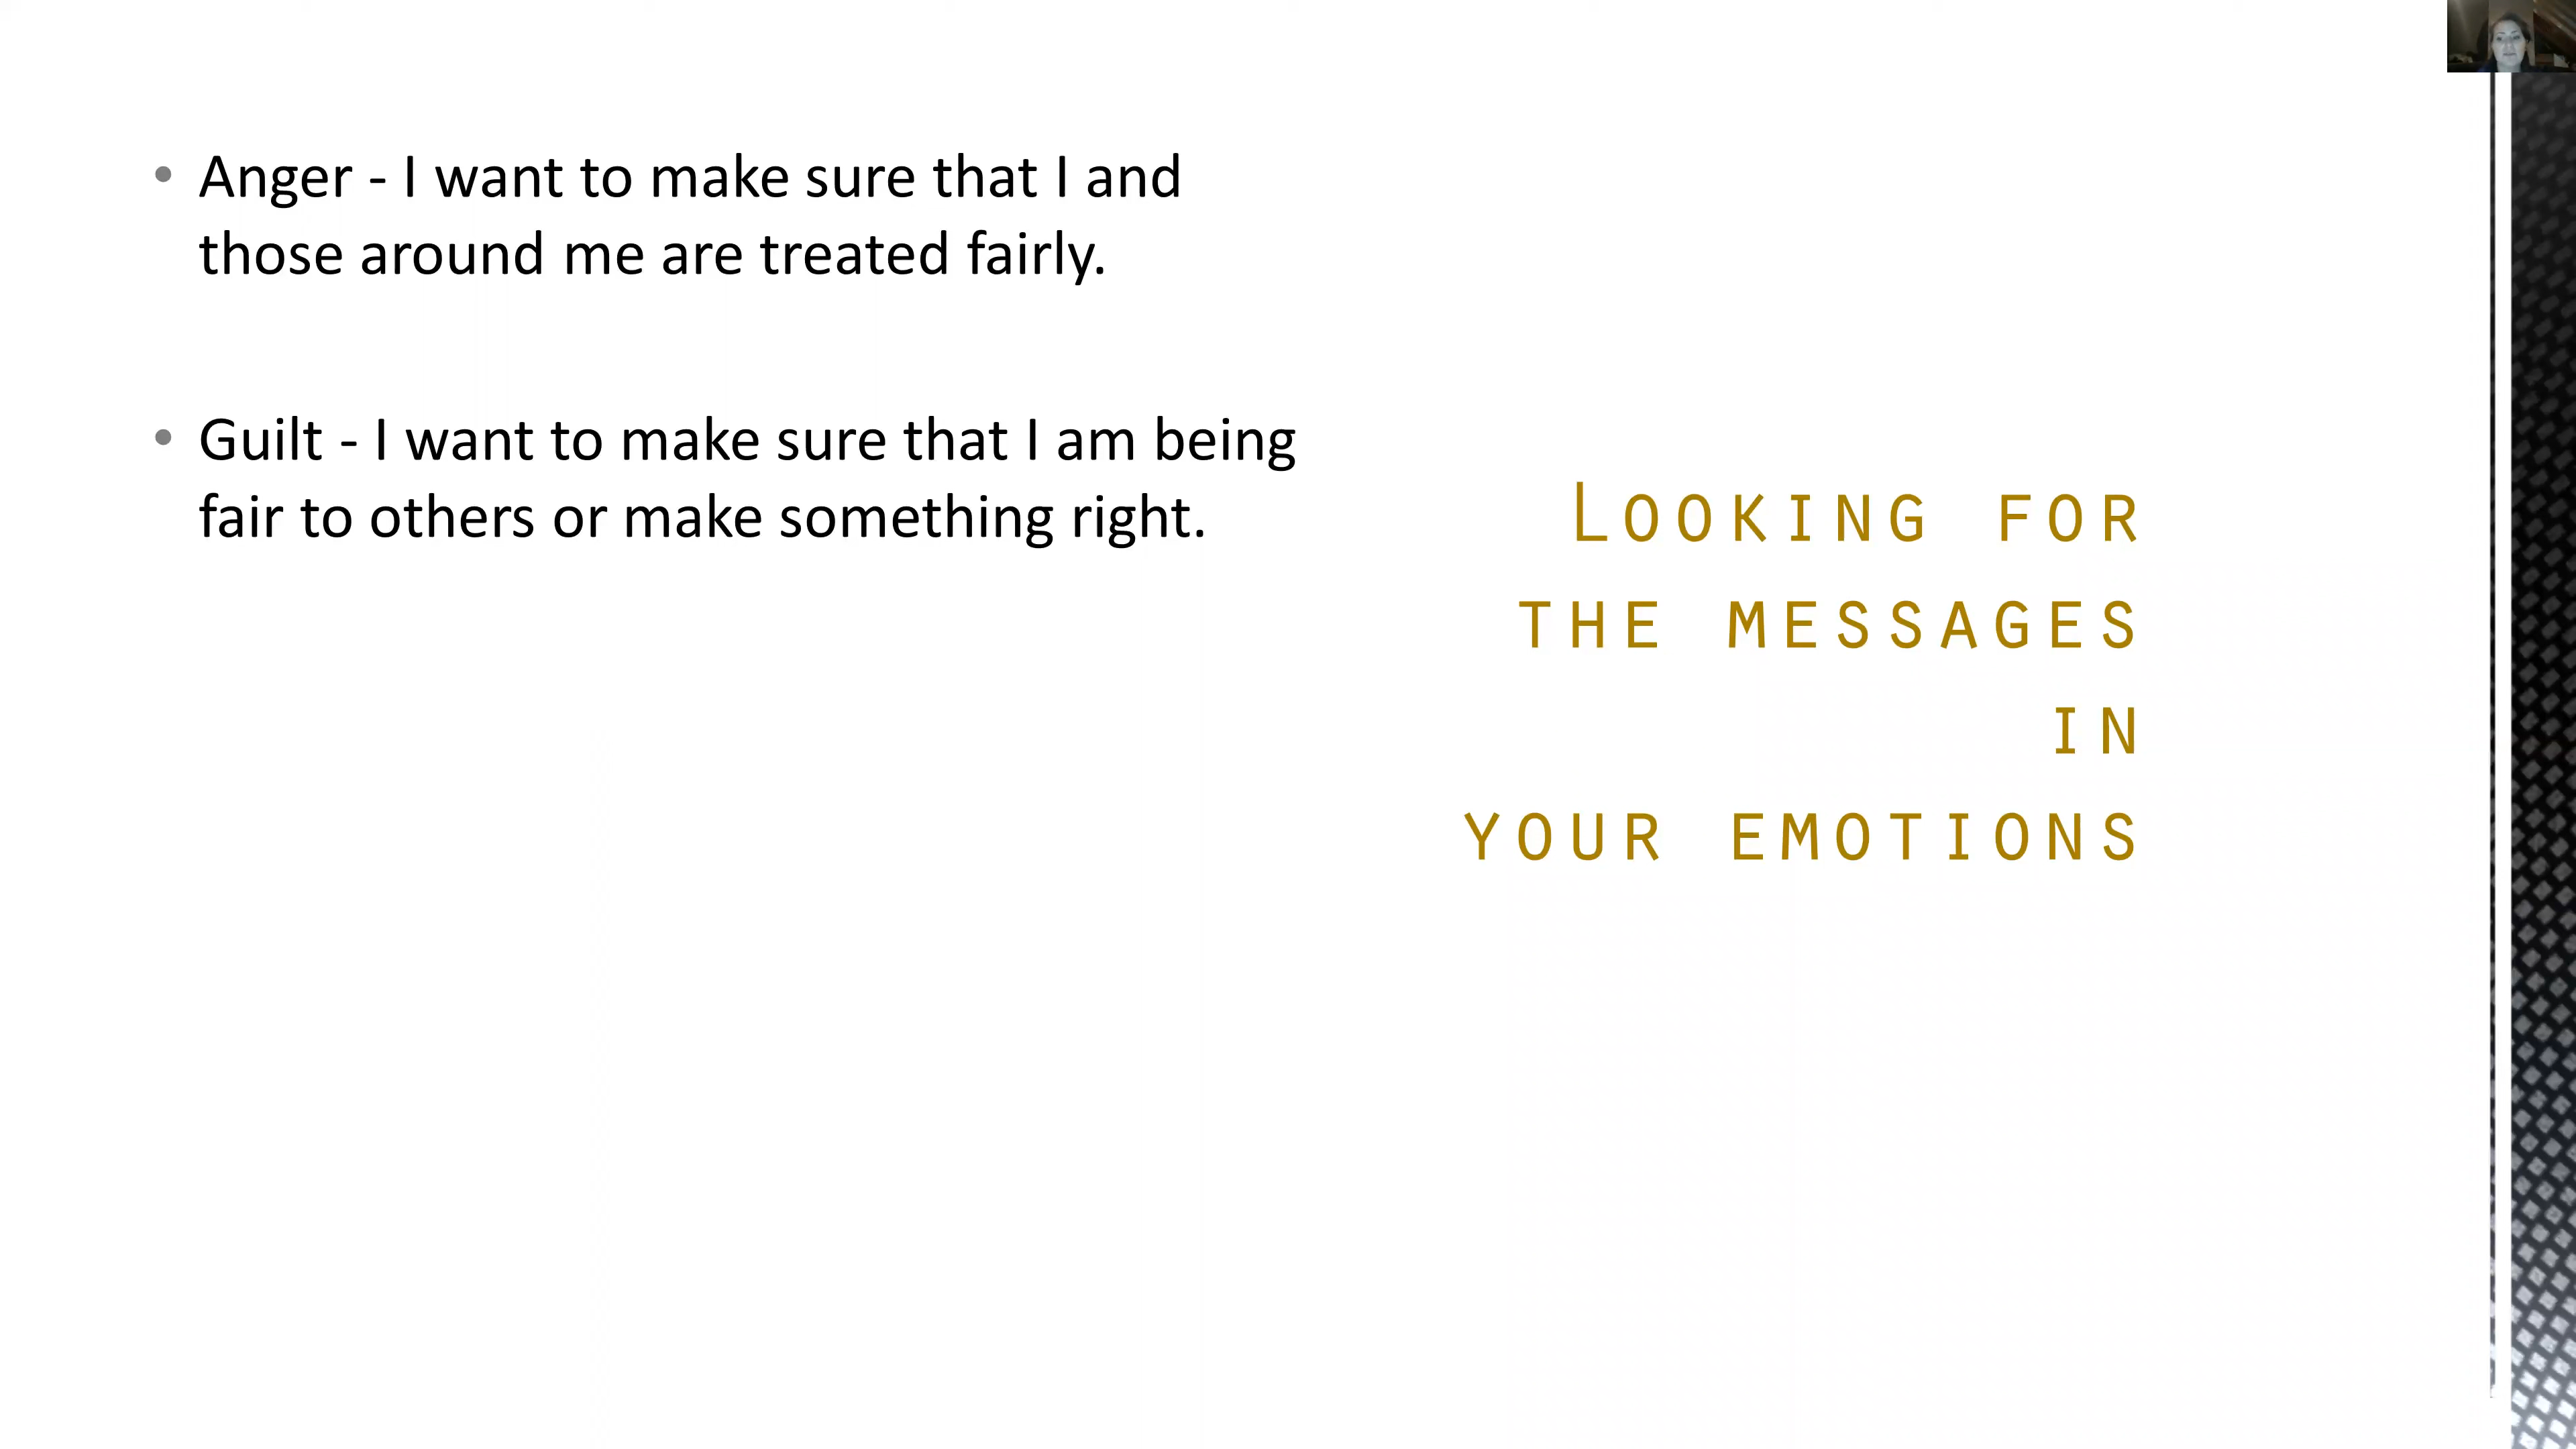 • Anger - I want to make sure that I and
those around me are treated fairly.
• Guilt - I want to make sure that I am being
fair to others or make something right.
Looking for
the messages
in
your emotions